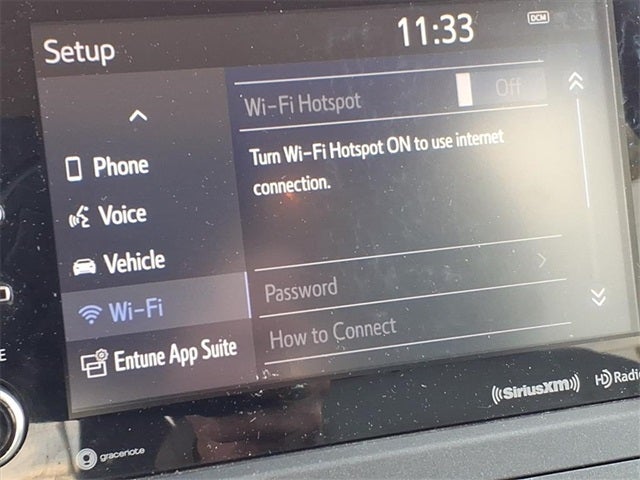 Setup
11:33
DCM
Wi-Fi Hotspot
Off
Turn Wi-Fi Hotspot ON to use internet
connection.
Phone
Voice
Vehicle
Wi-Fi
Entune App Suite
Password
How to Connect
E
((SiriusXM))
HD Radio
gracenote